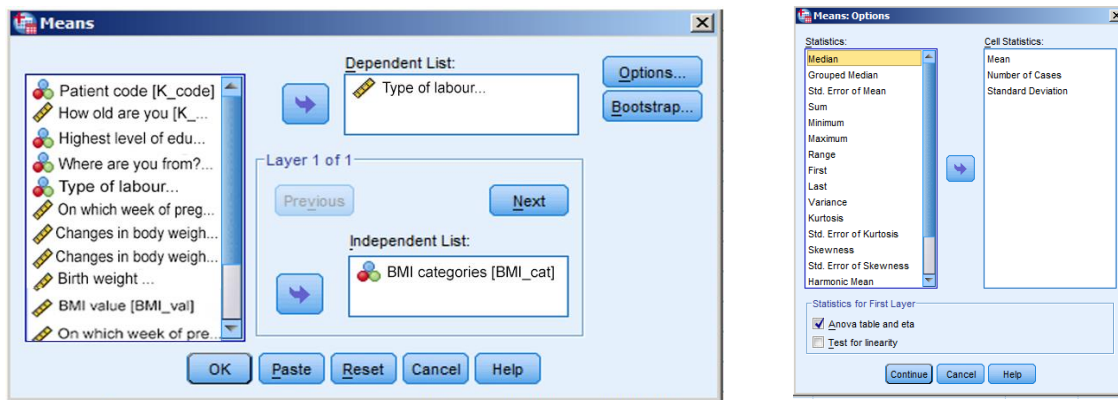 Means
Patient code [K_code]
How old are you [K_...
Highest level of edu...
Where are you from?...
Type of labour...
On which week of preg...
Changes in body weigh...
Changes in body weigh...
Birth weight ...
BMI value [BMI_val]
On which week of pre...
Dependent List:
Type of labour...
Layer 1 of 1
Previous
Next
Independent List:
BMI categories [BMI_cat]
Options...
Bootstrap...
OK
Paste
Reset
Cancel
Help
Means: Options
Statistics:
Median
Grouped Median
Std. Error of Mean
Sum
Minimum
Maximum
Range
First
Last
Variance
Kurtosis
Std. Error of Kurtosis
Skewness
Std. Error of Skewness
Harmonic Mean
Cell Statistics:
Mean
Number of Cases
Standard Deviation
Statistics for First Layer
Anova table and eta
Test for linearity
Continue
Cancel
Help